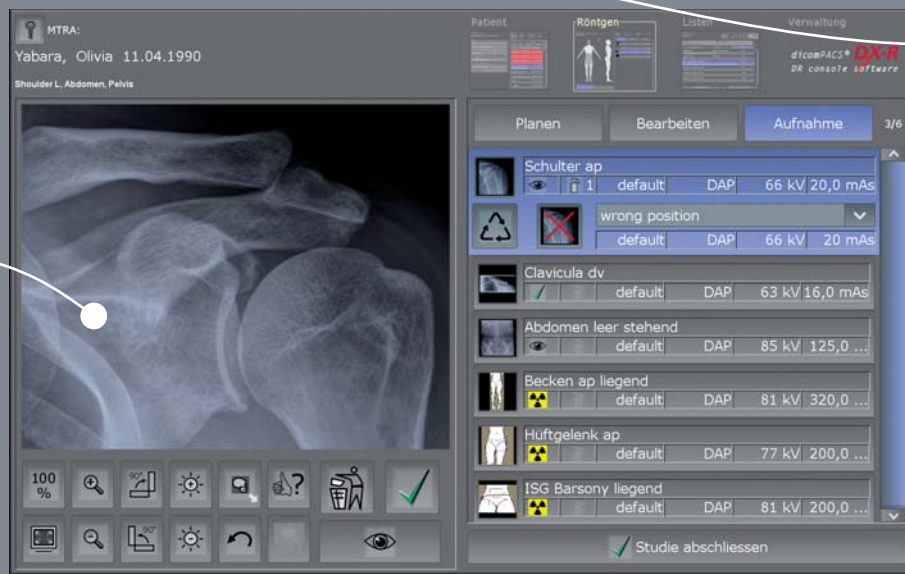 MTRA:
Yabara, Olivia 11.04.1990
Shoulder L, Abdomen, Pelvis
Patient
Röntgen
Listen
Verwaltung
dicomPACS® DX-R
DR console software
Planen
Bearbeiten
Aufnahme
3/6
Schulter ap
1 default DAP 66 kV 20,0 mAs
wrong position
default DAP 66 kV 20 mAs
Clavicula dv
default DAP 63 kV 16,0 mAs
Abdomen leer stehend
default DAP 85 kV 125,0 ...
Becken ap liegend
default DAP 81 kV 320,0 ...
Hüftgelenk ap
default DAP 77 kV 200,0 ...
ISG Barsony liegend
default DAP 81 kV 200,0 ...
100
%
90°
?
90°
Studie abschliessen